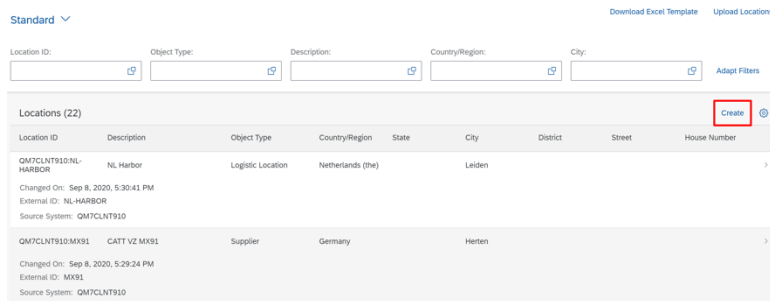 Download Excel Template Upload Locations
Standard
Location ID: Object Type: Description: Country/Region: City:
Adapt Filters
Locations (22) Create
Location ID Description Object Type Country/Region State City District Street House Number
QM7CLNT910:NL-HARBOR NL Harbor Logistic Location Netherlands (the) Leiden
Changed On: Sep 8, 2020, 5:30:41 PM
External ID: NL-HARBOR
Source System: QM7CLNT910
QM7CLNT910:MX91 CATT VZ MX91 Supplier Germany Herten
Changed On: Sep 8, 2020, 5:29:24 PM
External ID: MX91
Source System: QM7CLNT910